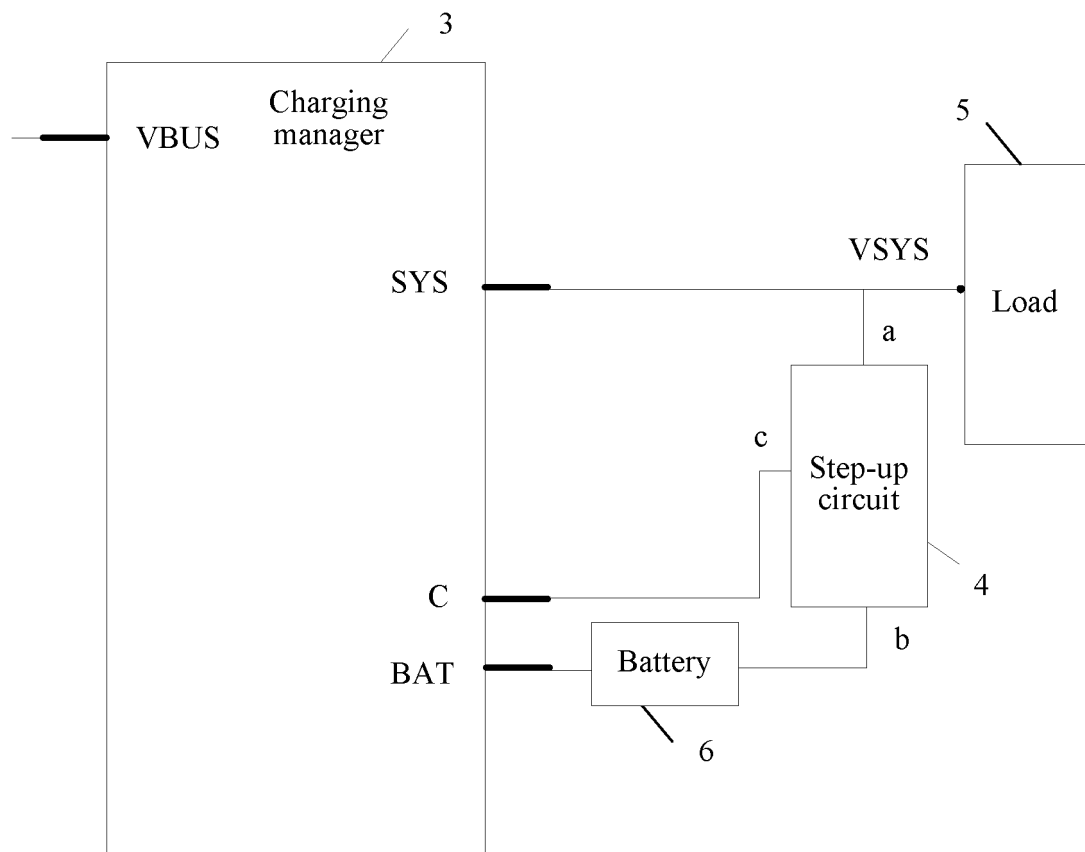 3
Charging
manager
VBUS
5
VSYS
SYS
Load
a
c
Step-up
circuit
4
C
b
BAT
Battery
6